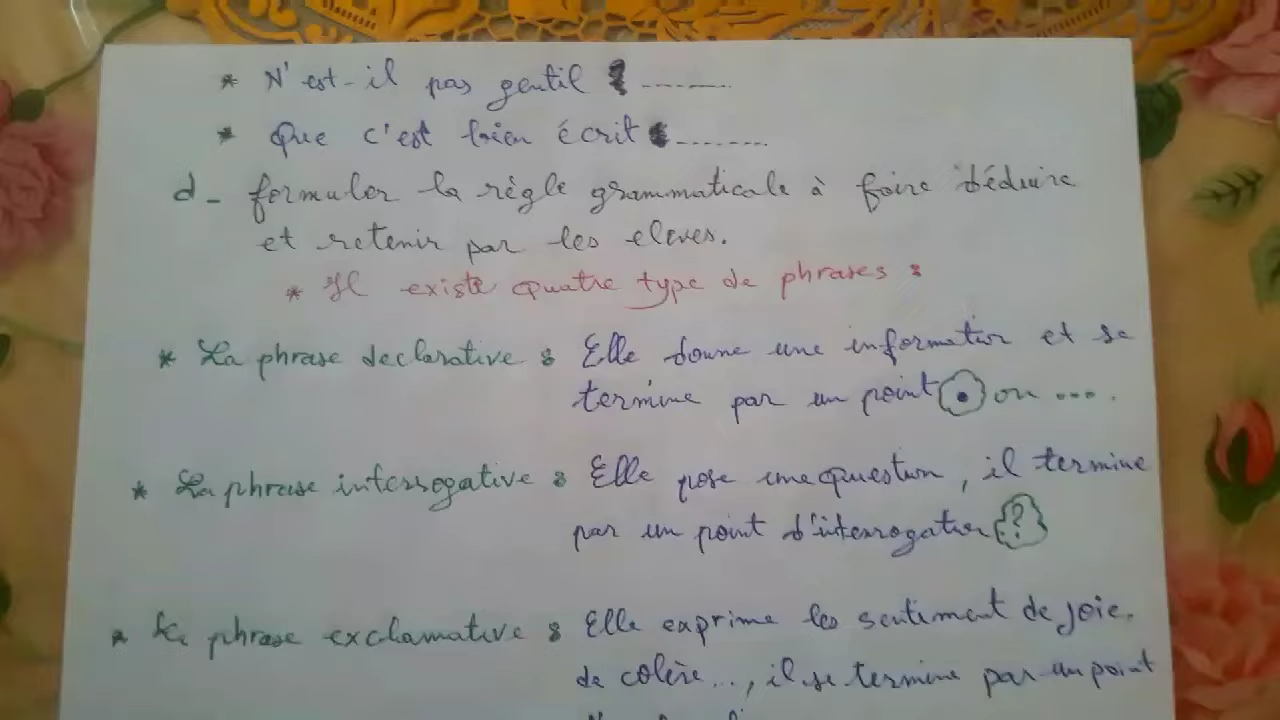 * N'est-il pas gentil ..........
* Que c'est bien écrit ..........
d- formuler la règle grammaticale à faire déduire
et retenir par les eleves.
* Il existe quatre type de phrases :
* La phrase declarative : Elle donne une information et se
termine par un point . ou ....
* La phrase interrogative : Elle pose une question, il termine
par un point d'interrogation ?
* La phrase exclamative : Elle exprime les sentiment de joie,
de colère..., il se termine par un point